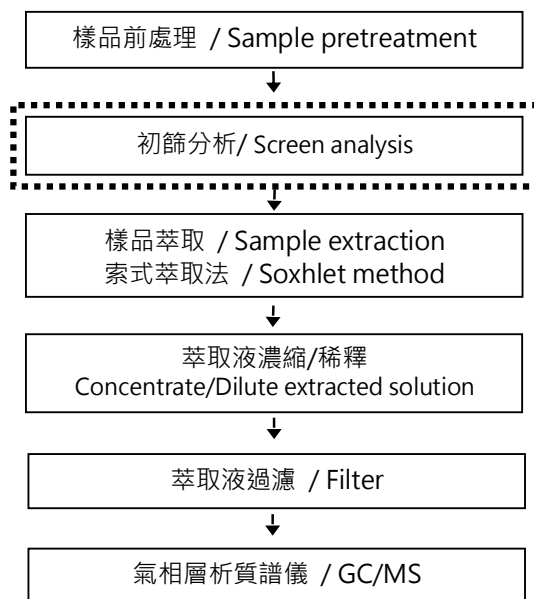 樣品前處理 / Sample pretreatment
初篩分析/ Screen analysis
樣品萃取 / Sample extraction
索式萃取法 / Soxhlet method
萃取液濃縮/稀釋
Concentrate/Dilute extracted solution
萃取液過濾 / Filter
氣相層析質譜儀 / GC/MS